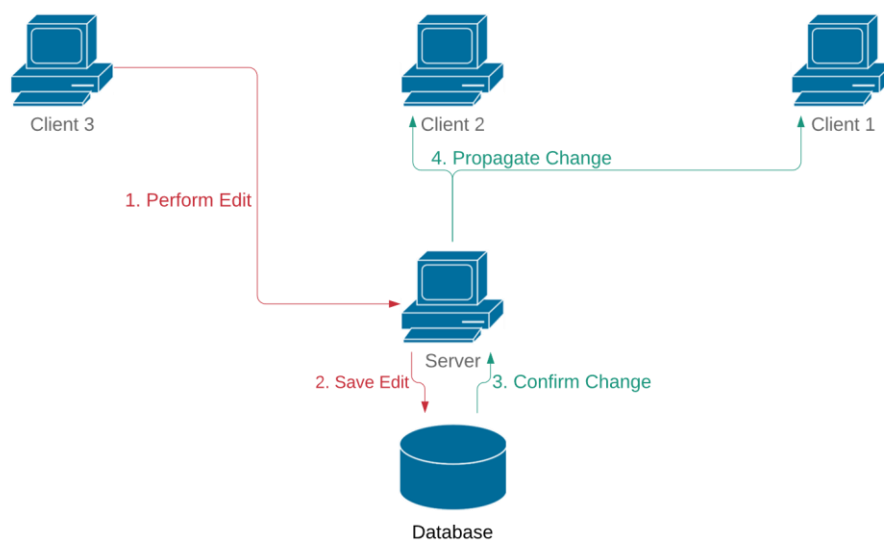 Client 3
Client 2
Client 1
4. Propagate Change
1. Perform Edit
Server
2. Save Edit
3. Confirm Change
Database